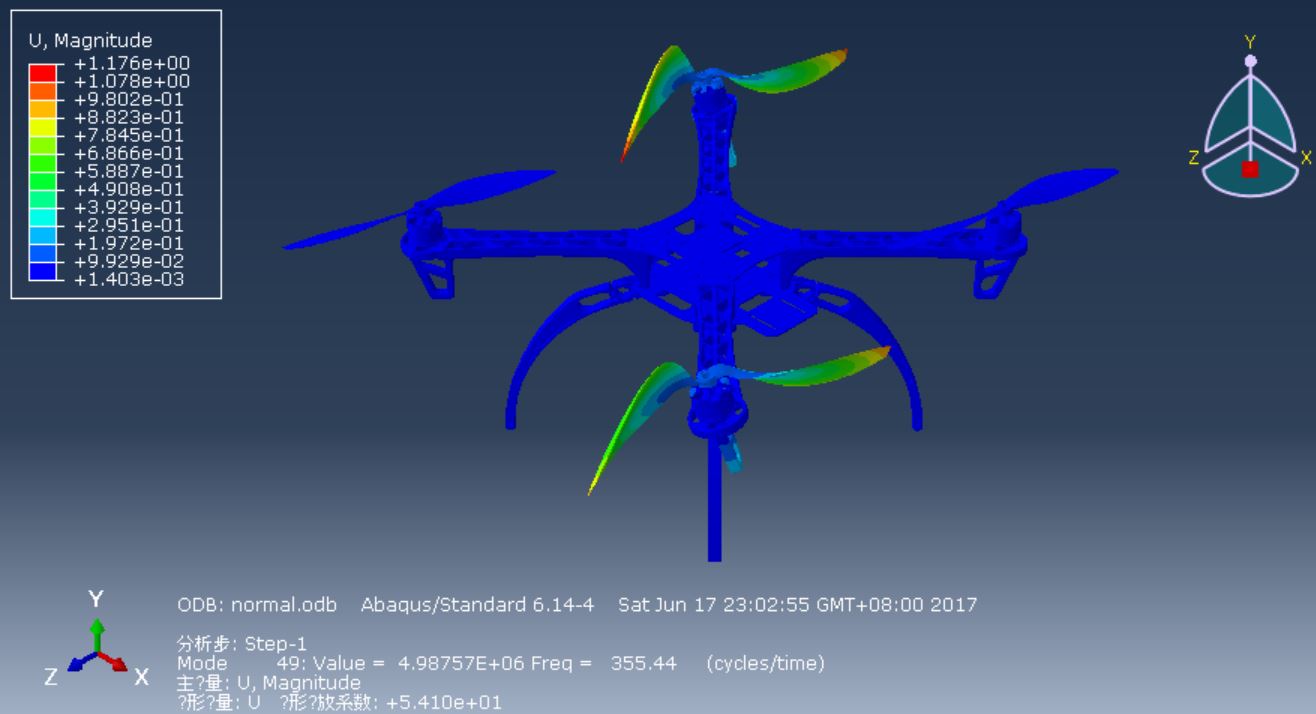 U, Magnitude
+1.176e+00
+1.078e+00
+9.802e-01
+8.823e-01
+7.845e-01
+6.866e-01
+5.887e-01
+4.908e-01
+3.929e-01
+2.951e-01
+1.972e-01
+9.929e-02
+1.403e-03
Y
Z
X
Y
Z
X
ODB: normal.odb Abaqus/Standard 6.14-4 Sat Jun 17 23:02:55 GMT+08:00 2017
分析步: Step-1
Mode 49: Value = 4.98757E+06 Freq = 355.44 (cycles/time)
主?量: U, Magnitude
?形?量: U ?形?放系数: +5.410e+01